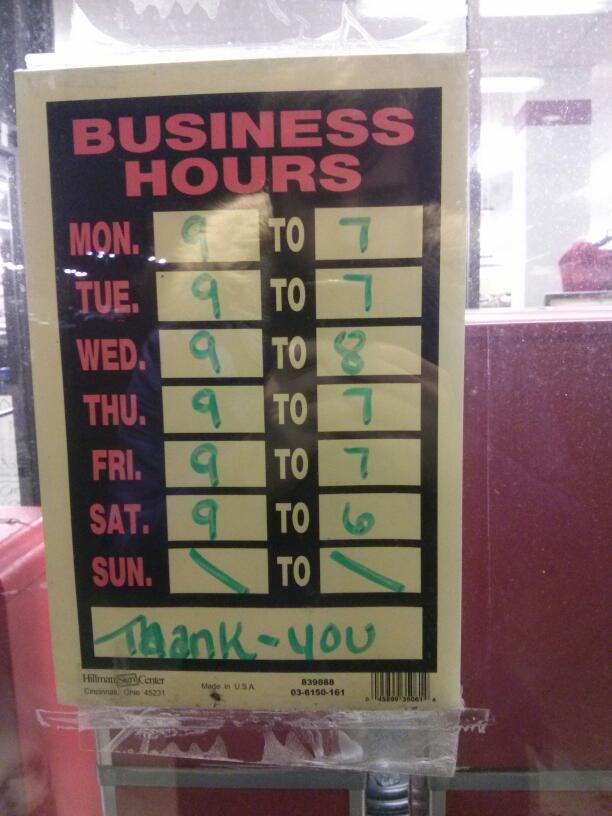 BUSINESS
HOURS
MON. 9 TO 7
TUE. 9 TO 7
WED. 9 TO 8
THU. 9 TO 7
FRI. 9 TO 7
SAT. 9 TO 6
SUN. \ TO \
Thank-you
Hillman Sign Center Made in U.S.A. 839888
Cincinnati, Ohio 45231 03-6150-161